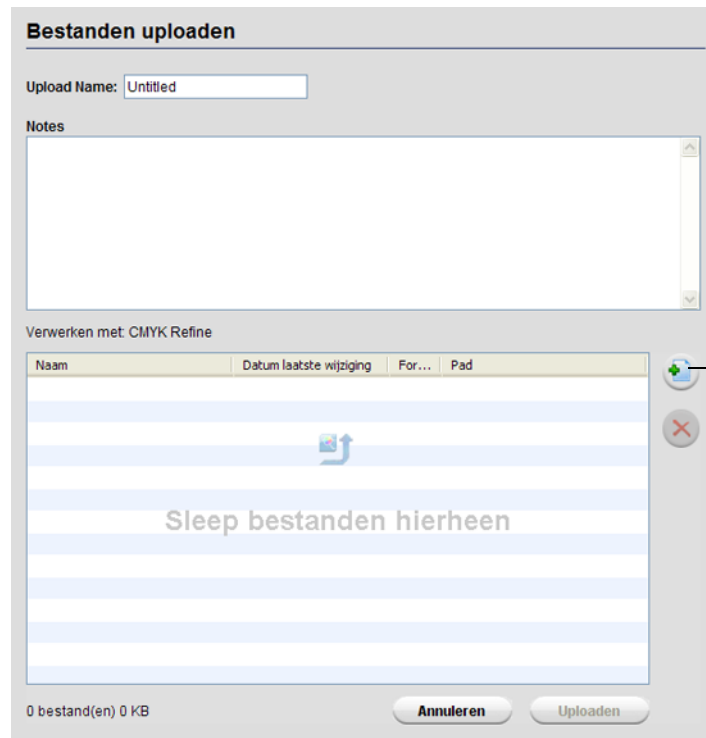 Bestanden uploaden
Upload Name: Untitled
Notes
Verwerken met: CMYK Refine
Naam Datum laatste wijziging For... Pad
Sleep bestanden hierheen
0 bestand(en) 0 KB Annuleren Uploaden